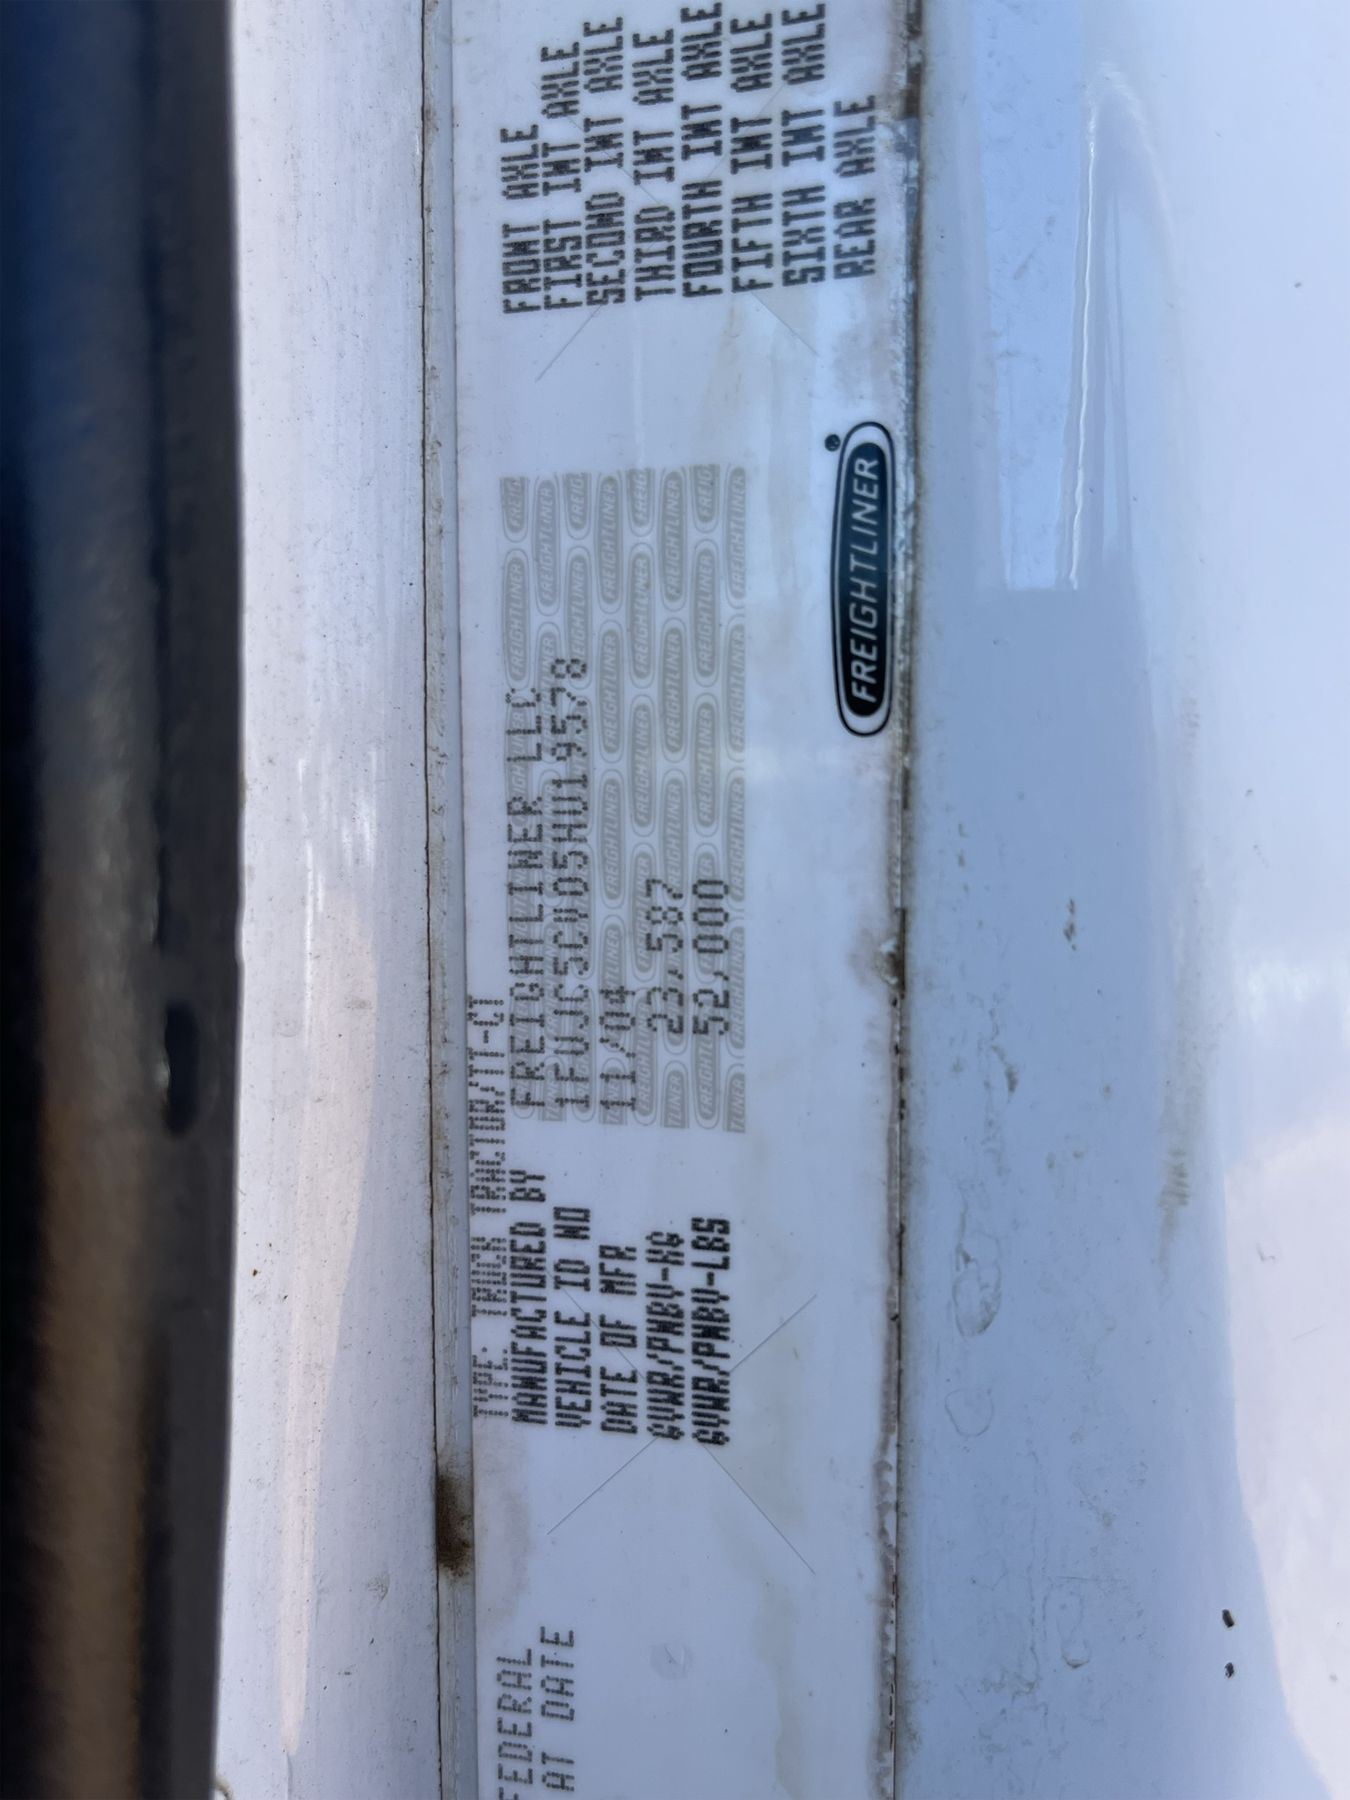 TYPE: TRUCK TRACTOR/TT-CT
MANUFACTURED BY FREIGHTLINER LLC
VEHICLE ID NO 1FUJC5CV05HU19578
DATE OF MFR 11/04
GVWR/PNBV-KG 23,587
GVWR/PNBV-LBS 52,000
FRONT AXLE
FIRST INT AXLE
SECOND INT AXLE
THIRD INT AXLE
FOURTH INT AXLE
FIFTH INT AXLE
SIXTH INT AXLE
REAR AXLE
FREIGHTLINER
FEDERAL
AT DATE